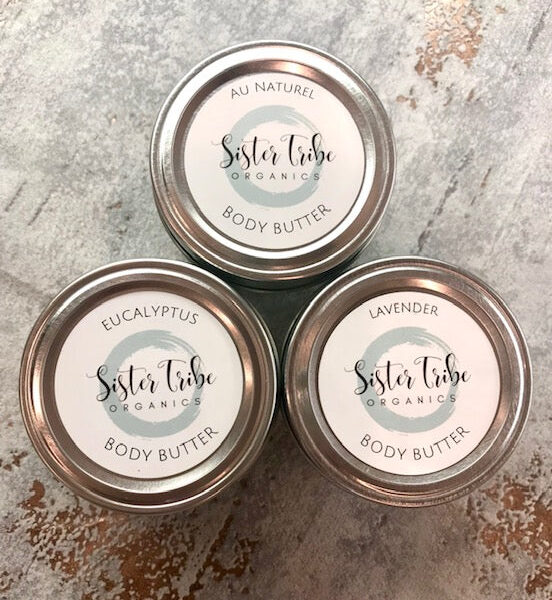 AU NATUREL
Sister Tribe
ORGANICS
BODY BUTTER
EUCALYPTUS
Sister Tribe
ORGANICS
BODY BUTTER
LAVENDER
Sister Tribe
ORGANICS
BODY BUTTER